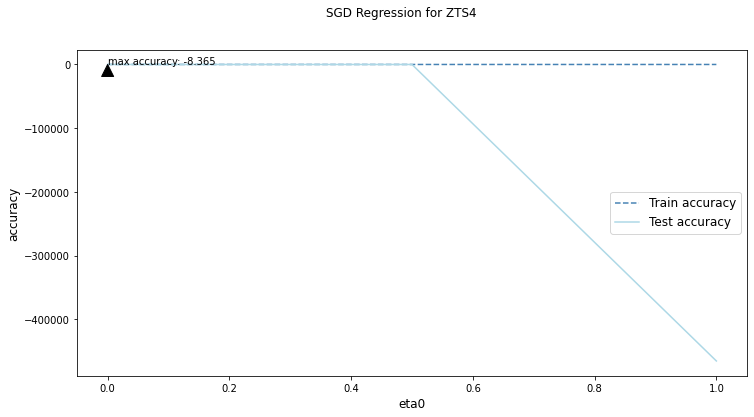 SGD Regression for ZTS4
max accuracy: -8.365
0
−100000
−200000
−300000
−400000
accuracy
Train accuracy
Test accuracy
0.0 0.2 0.4 0.6 0.8 1.0
eta0